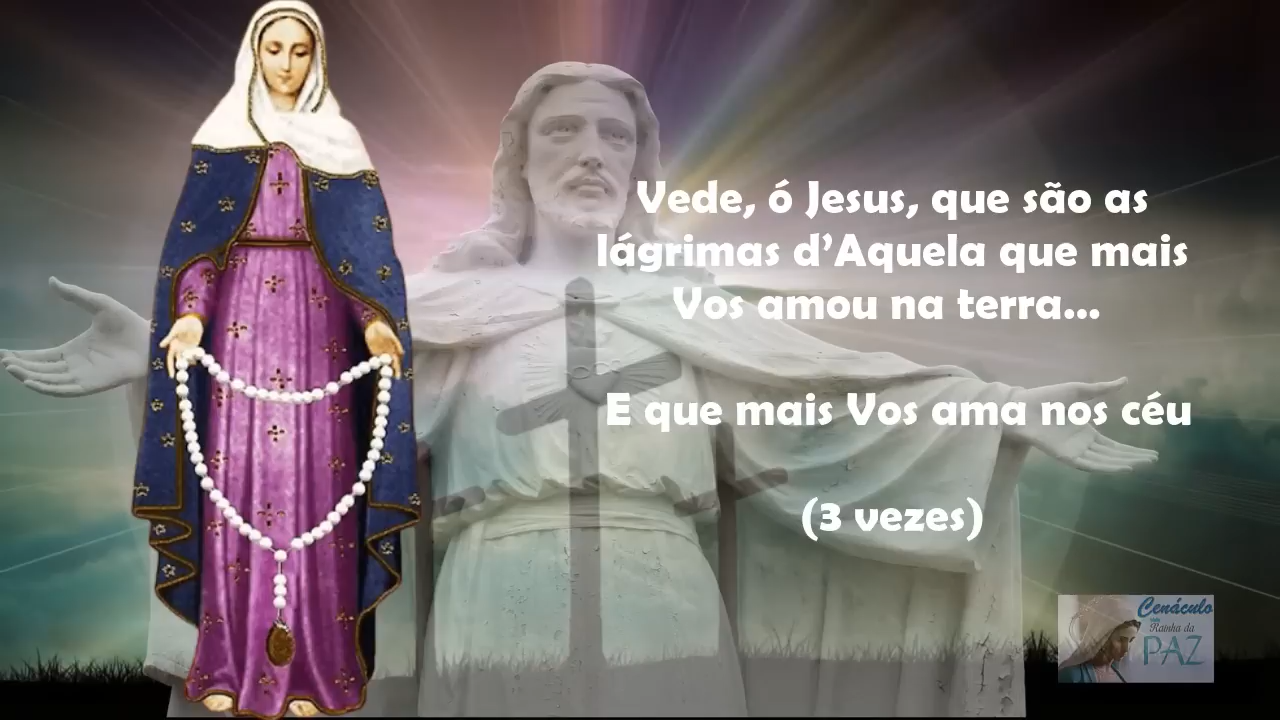 Vede, ó Jesus, que são as
lágrimas d’Aquela que mais
Vos amou na terra...
E que mais Vos ama nos céu
(3 vezes)
Cenáculo
Rainha da
PAZ